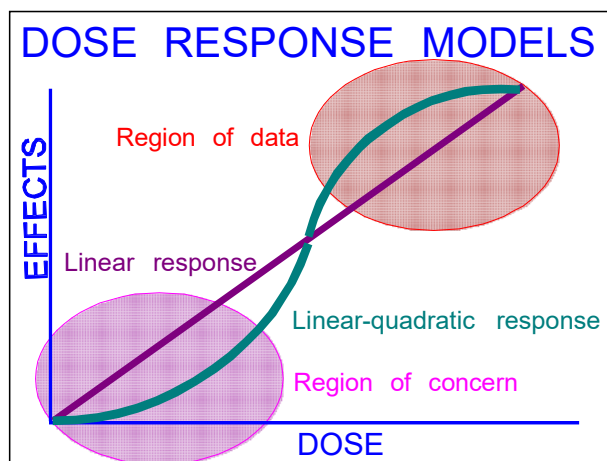 DOSE RESPONSE MODELS
Region of data
EFFECTS
Linear response
Linear-quadratic response
Region of concern
DOSE